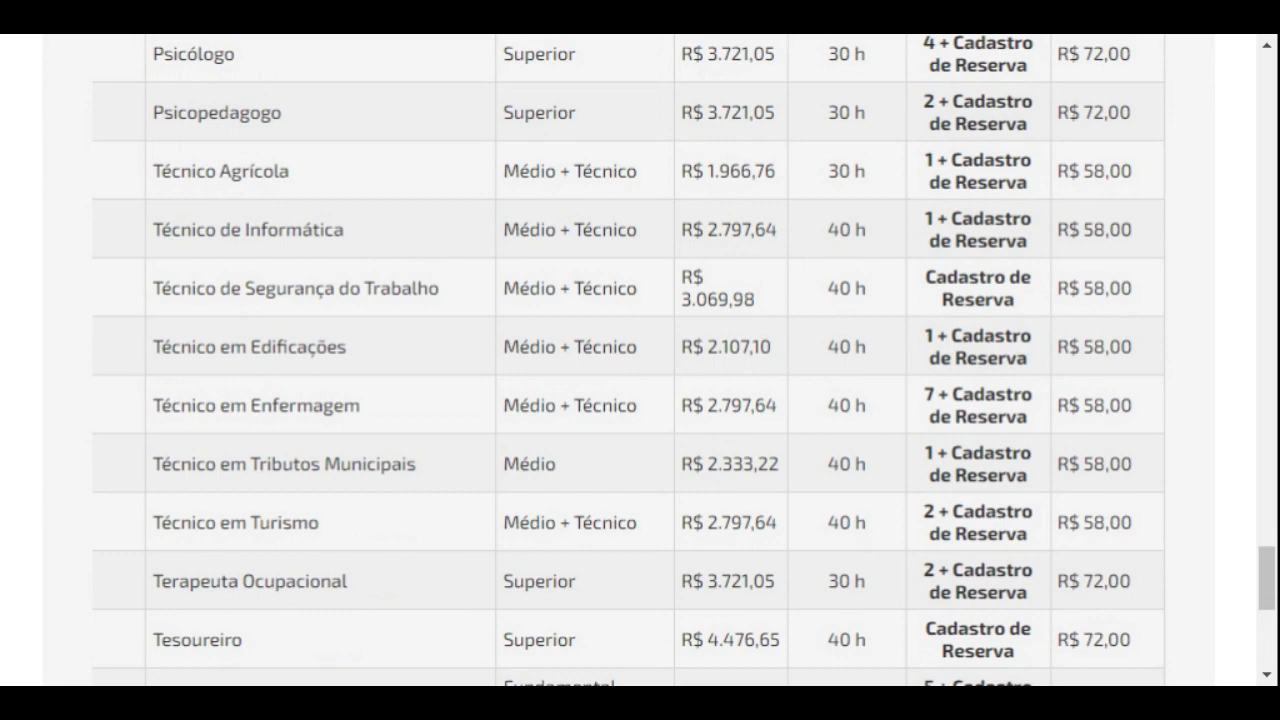 Psicólogo Superior R$ 3.721,05 30 h 4 + Cadastro de Reserva R$ 72,00
Psicopedagogo Superior R$ 3.721,05 30 h 2 + Cadastro de Reserva R$ 72,00
Técnico Agrícola Médio + Técnico R$ 1.966,76 30 h 1 + Cadastro de Reserva R$ 58,00
Técnico de Informática Médio + Técnico R$ 2.797,64 40 h 1 + Cadastro de Reserva R$ 58,00
Técnico de Segurança do Trabalho Médio + Técnico R$ 3.069,98 40 h Cadastro de Reserva R$ 58,00
Técnico em Edificações Médio + Técnico R$ 2.107,10 40 h 1 + Cadastro de Reserva R$ 58,00
Técnico em Enfermagem Médio + Técnico R$ 2.797,64 40 h 7 + Cadastro de Reserva R$ 58,00
Técnico em Tributos Municipais Médio R$ 2.333,22 40 h 1 + Cadastro de Reserva R$ 58,00
Técnico em Turismo Médio + Técnico R$ 2.797,64 40 h 2 + Cadastro de Reserva R$ 58,00
Terapeuta Ocupacional Superior R$ 3.721,05 30 h 2 + Cadastro de Reserva R$ 72,00
Tesoureiro Superior R$ 4.476,65 40 h Cadastro de Reserva R$ 72,00